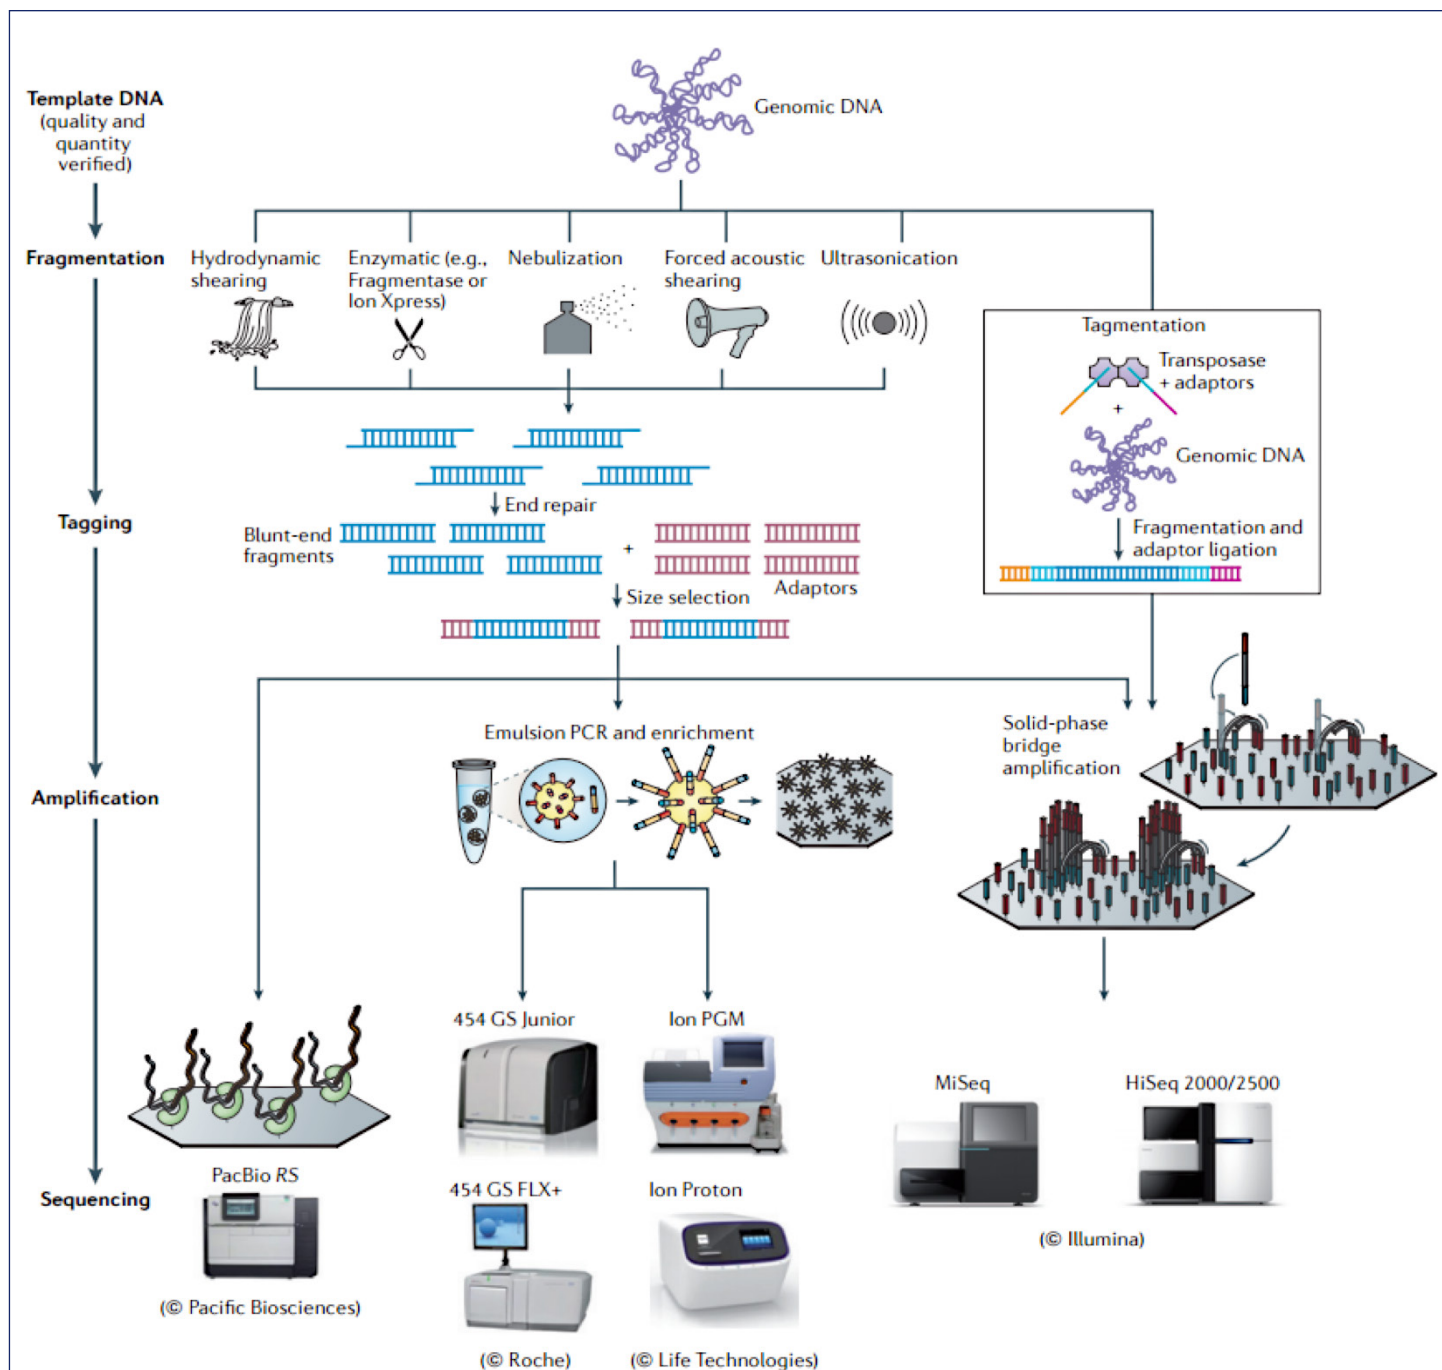 Template DNA
(quality and
quantity
verified)
Genomic DNA
Fragmentation
Hydrodynamic
shearing
Enzymatic (e.g.,
Fragmentase or
Ion Xpress)
Nebulization
Forced acoustic
shearing
Ultrasonication
Tagmentation
Transposase
+ adaptors
+
Genomic DNA
Fragmentation and
adaptor ligation
Tagging
End repair
Blunt-end
fragments
+
Adaptors
Size selection
Amplification
Emulsion PCR and enrichment
Solid-phase
bridge
amplification
Sequencing
PacBio RS
(© Pacific Biosciences)
454 GS Junior
454 GS FLX+
(© Roche)
Ion PGM
Ion Proton
(© Life Technologies)
MiSeq
HiSeq 2000/2500
(© Illumina)